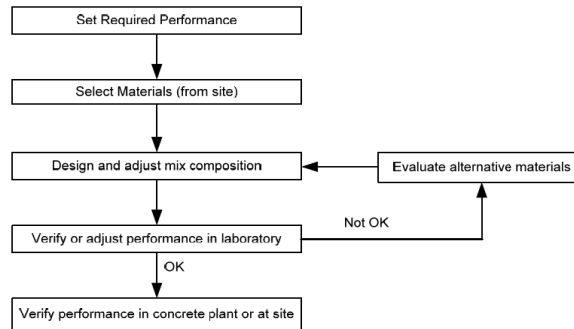 Set Required Performance
Select Materials (from site)
Design and adjust mix composition
Evaluate alternative materials
Not OK
Verify or adjust performance in laboratory
OK
Verify performance in concrete plant or at site